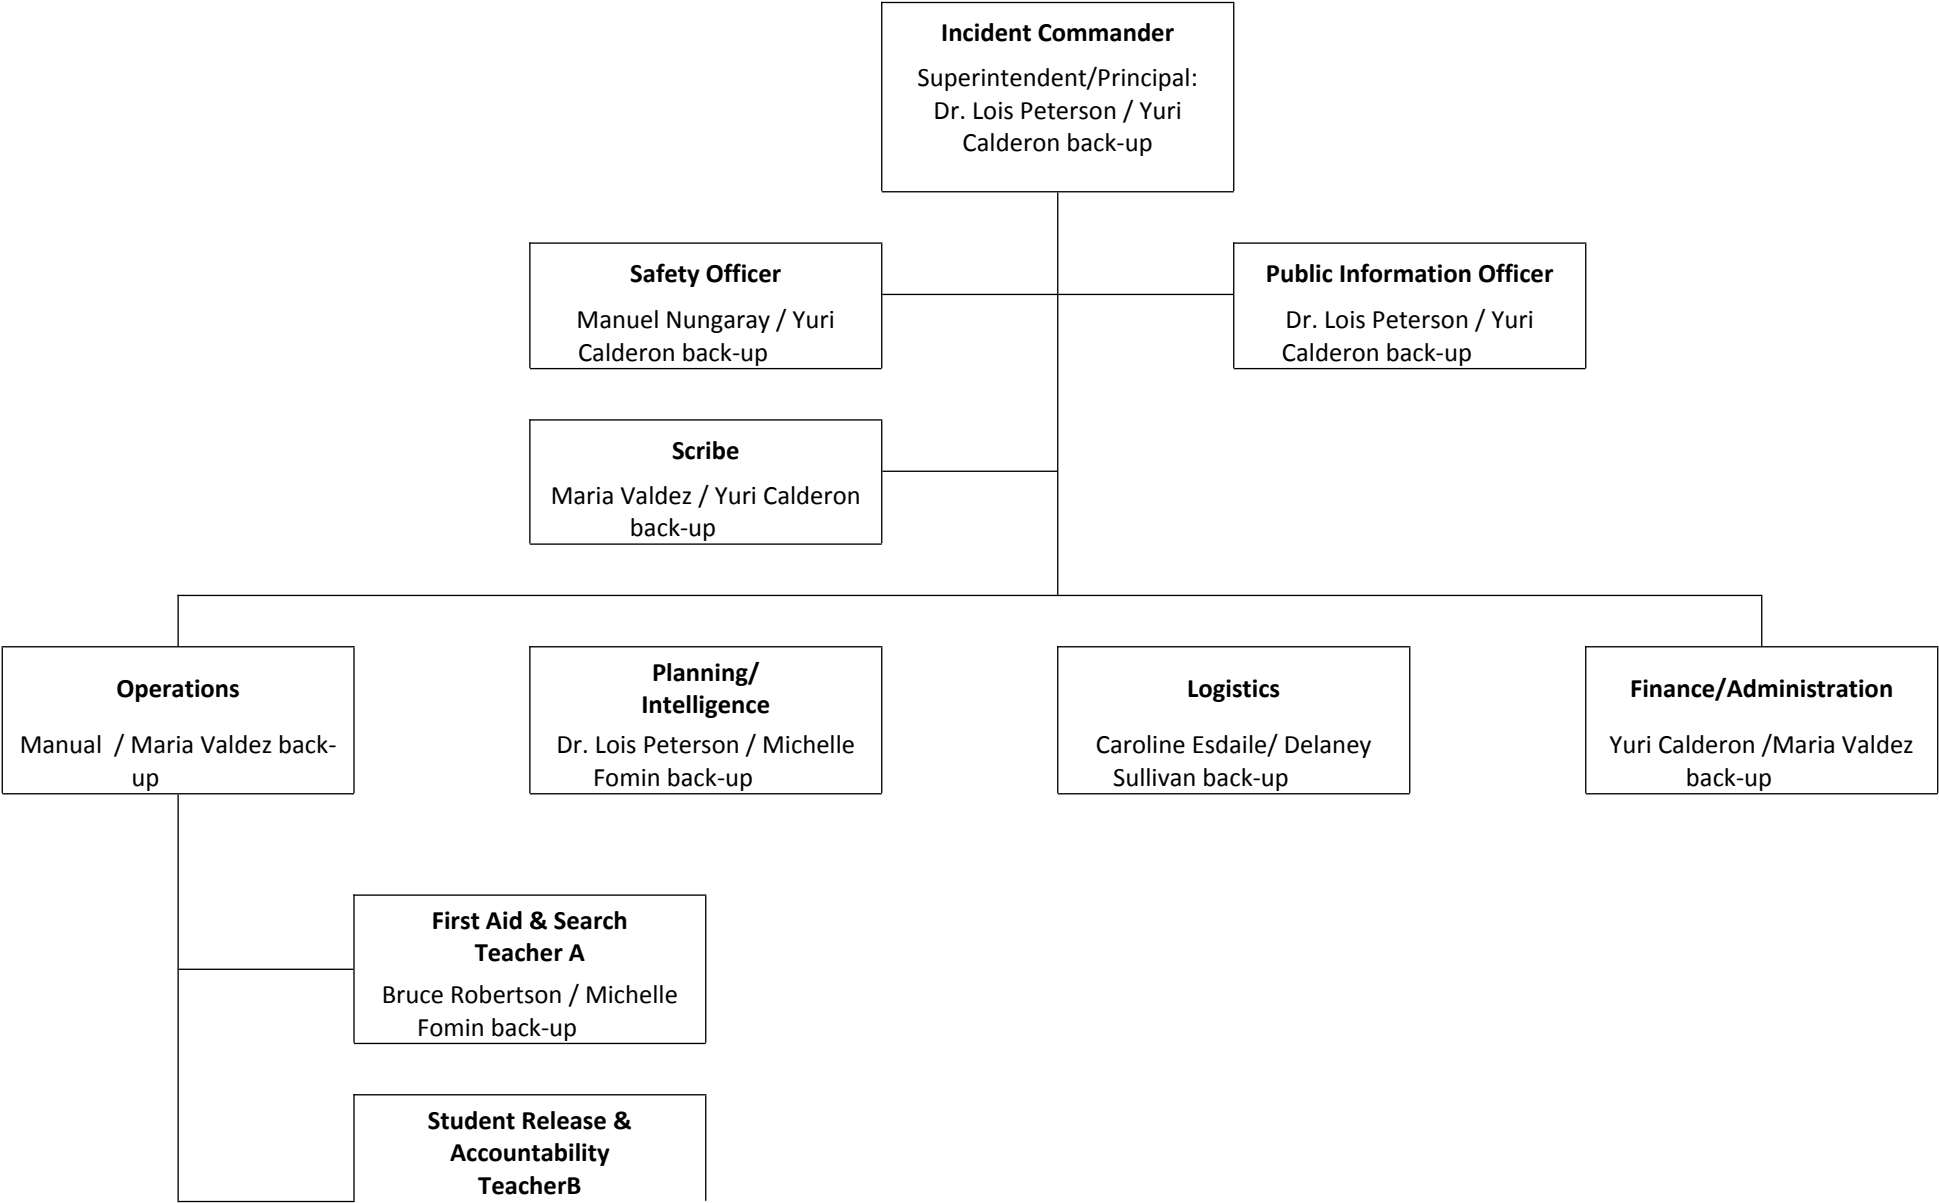 Incident Commander
Superintendent/Principal:
Dr. Lois Peterson / Yuri
Calderon back-up
Safety Officer
Manuel Nungaray / Yuri
Calderon back-up
Public Information Officer
Dr. Lois Peterson / Yuri
Calderon back-up
Scribe
Maria Valdez / Yuri Calderon
back-up
Operations
Manual  / Maria Valdez back-
up
Planning/
Intelligence
Dr. Lois Peterson / Michelle
Fomin back-up
Logistics
Caroline Esdaile/ Delaney
Sullivan back-up
Finance/Administration
Yuri Calderon /Maria Valdez
back-up
First Aid & Search
Teacher A
Bruce Robertson / Michelle
Fomin back-up
Student Release &
Accountability
TeacherB